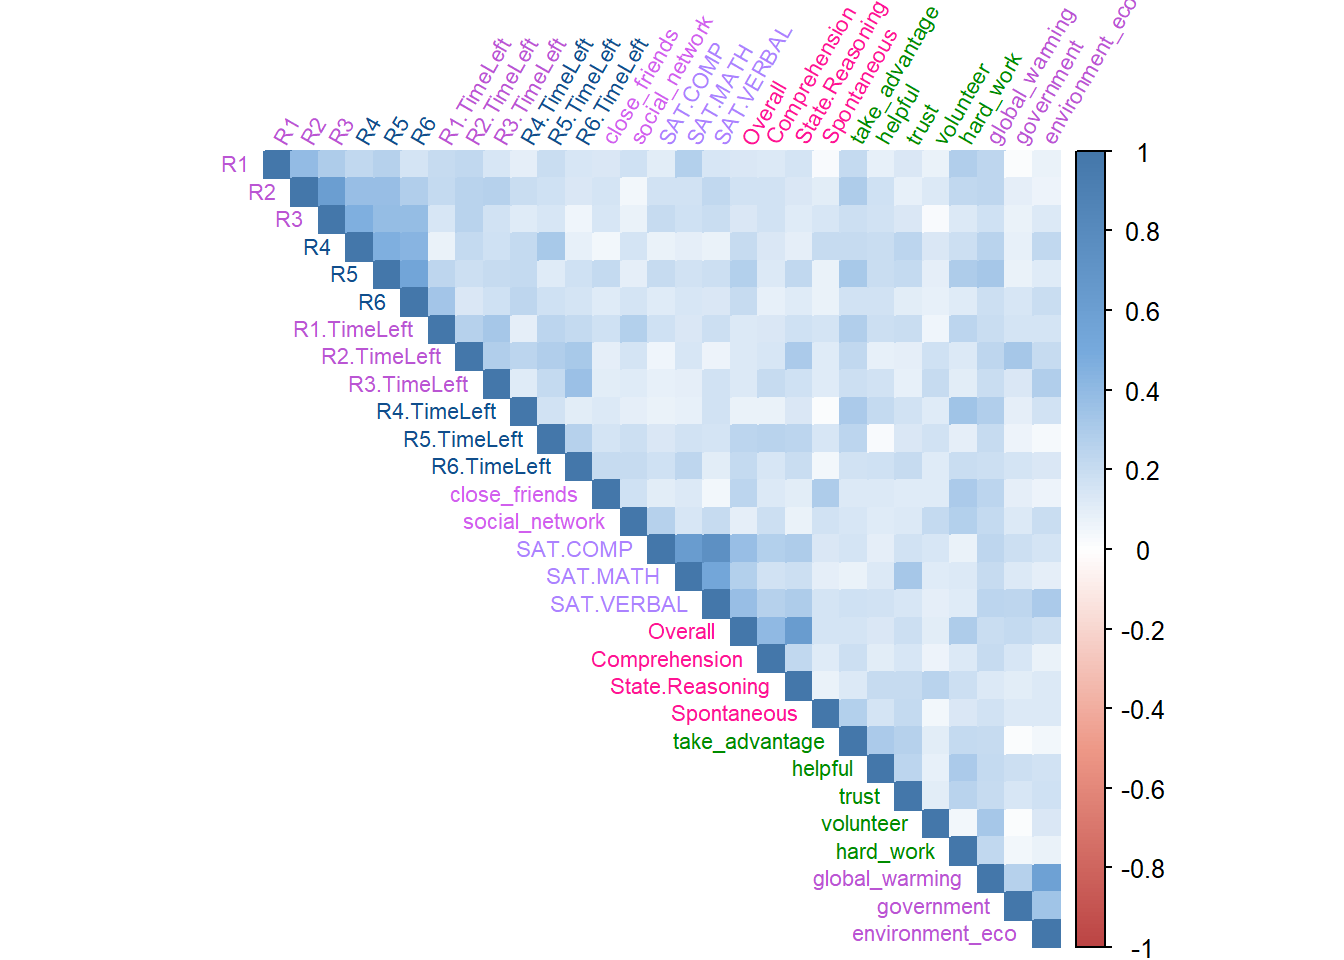 R1
R2
R3
R4
R5
R6
R1.TimeLeft
R2.TimeLeft
R3.TimeLeft
R4.TimeLeft
R5.TimeLeft
R6.TimeLeft
close_friends
social_network
SAT.COMP
SAT.MATH
SAT.VERBAL
Overall
Comprehension
State.Reasoning
Spontaneous
take_advantage
helpful
trust
volunteer
hard_work
global_warming
government
environment_eco
R1
R2
R3
R4
R5
R6
R1.TimeLeft
R2.TimeLeft
R3.TimeLeft
R4.TimeLeft
R5.TimeLeft
R6.TimeLeft
close_friends
social_network
SAT.COMP
SAT.MATH
SAT.VERBAL
Overall
Comprehension
State.Reasoning
Spontaneous
take_advantage
helpful
trust
volunteer
hard_work
global_warming
government
environment_eco
1
0.8
0.6
0.4
0.2
0
-0.2
-0.4
-0.6
-0.8
-1